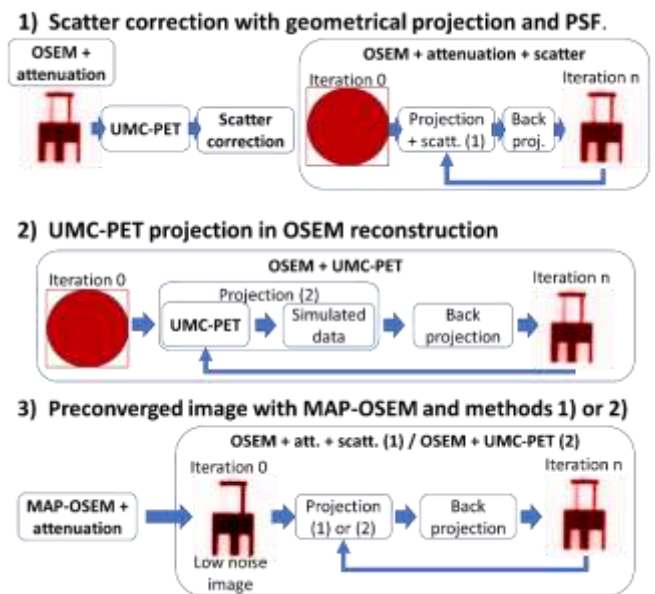 1) Scatter correction with geometrical projection and PSF.
OSEM +
attenuation
UMC-PET
Scatter
correction
OSEM + attenuation + scatter
Iteration 0
Projection
+ scatt. (1)
Back
proj.
Iteration n
2) UMC-PET projection in OSEM reconstruction
OSEM + UMC-PET
Iteration 0
Projection (2)
UMC-PET
Simulated
data
Back
projection
Iteration n
3) Preconverged image with MAP-OSEM and methods 1) or 2)
OSEM + att. + scatt. (1) / OSEM + UMC-PET (2)
MAP-OSEM +
attenuation
Iteration 0
Low noise
image
Projection
(1) or (2)
Back
projection
Iteration n